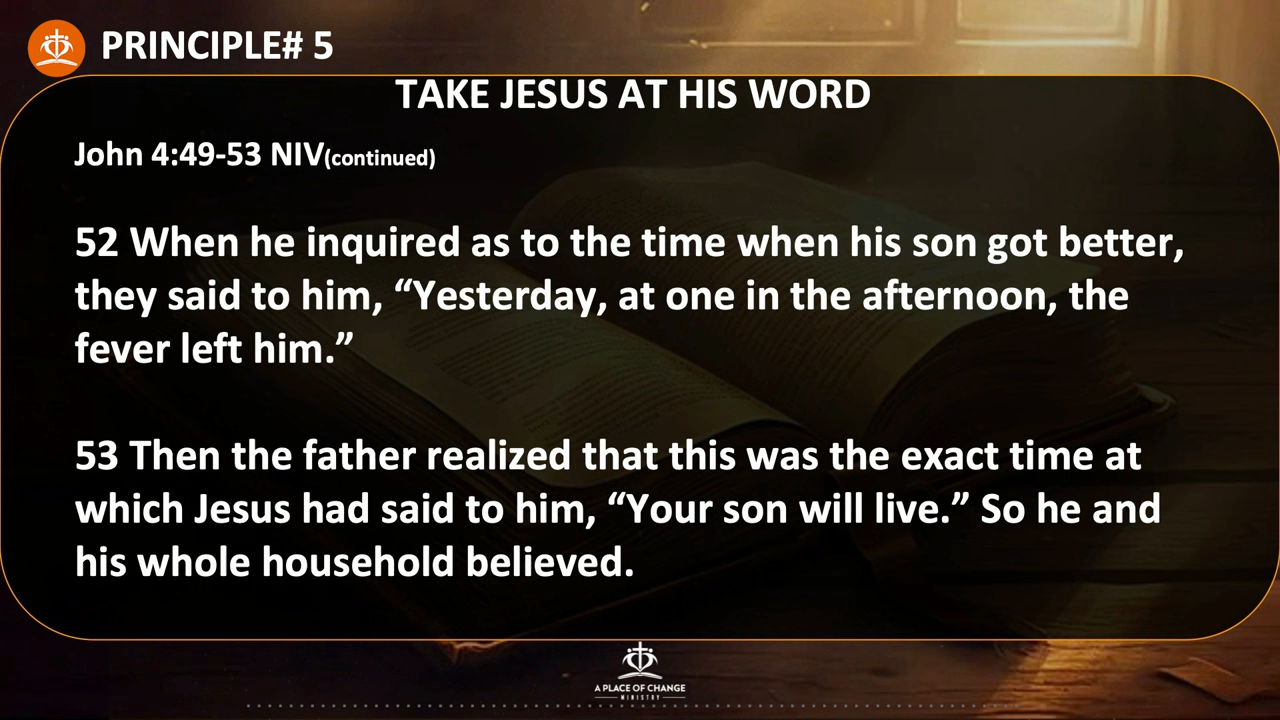 PRINCIPLE# 5
TAKE JESUS AT HIS WORD
John 4:49-53 NIV(continued)
52 When he inquired as to the time when his son got better,
they said to him, “Yesterday, at one in the afternoon, the
fever left him.”
53 Then the father realized that this was the exact time at
which Jesus had said to him, “Your son will live.” So he and
his whole household believed.
A PLACE OF CHANGE
MINISTRY